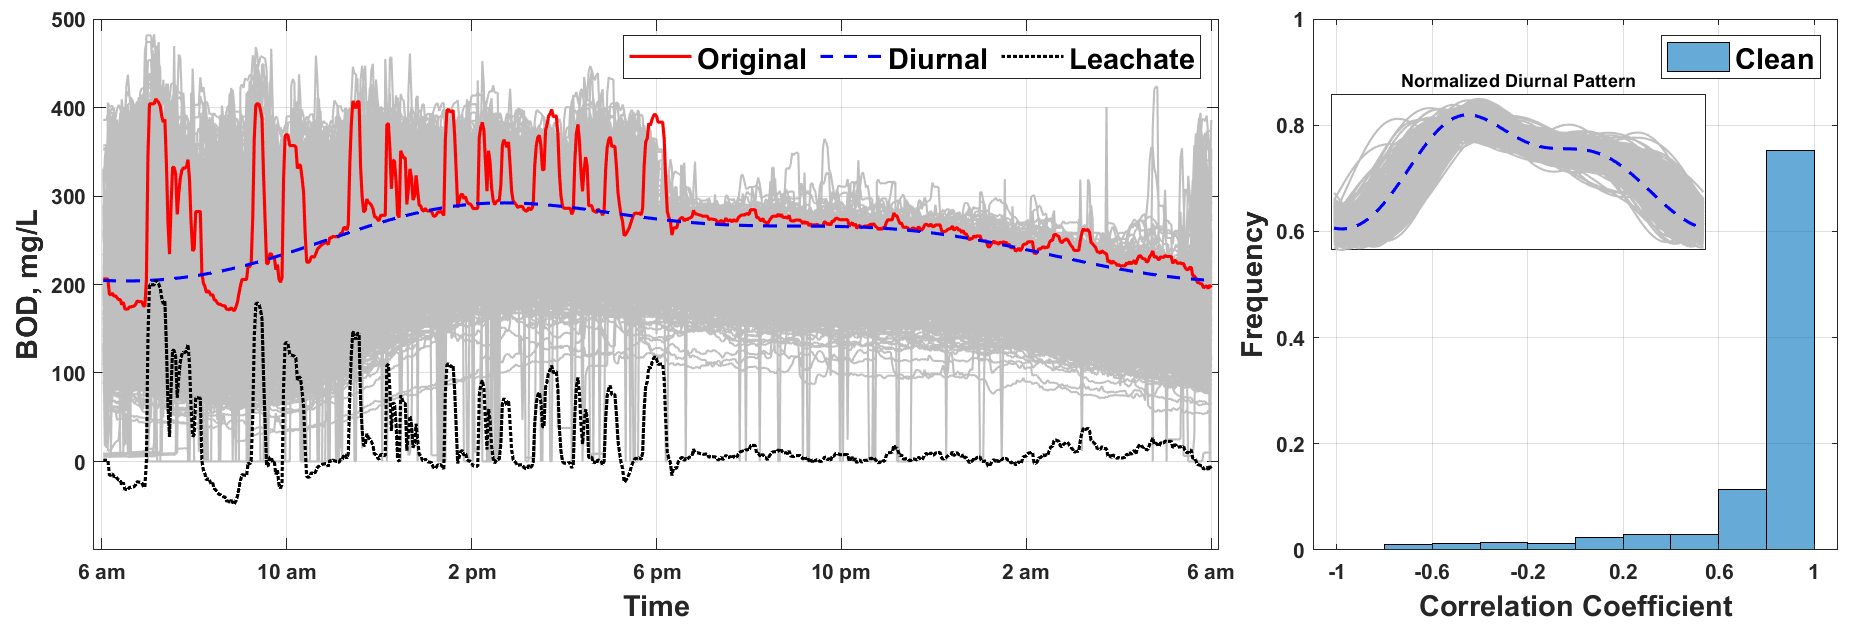 500
400
300
200
100
0
BOD, mg/L
Original Diurnal Leachate
6 am 10 am 2 pm 6 pm 10 pm 2 am 6 am
Time
1
0.8
0.6
0.4
0.2
0
Frequency
Clean
Normalized Diurnal Pattern
-1 -0.6 -0.2 0.2 0.6 1
Correlation Coefficient